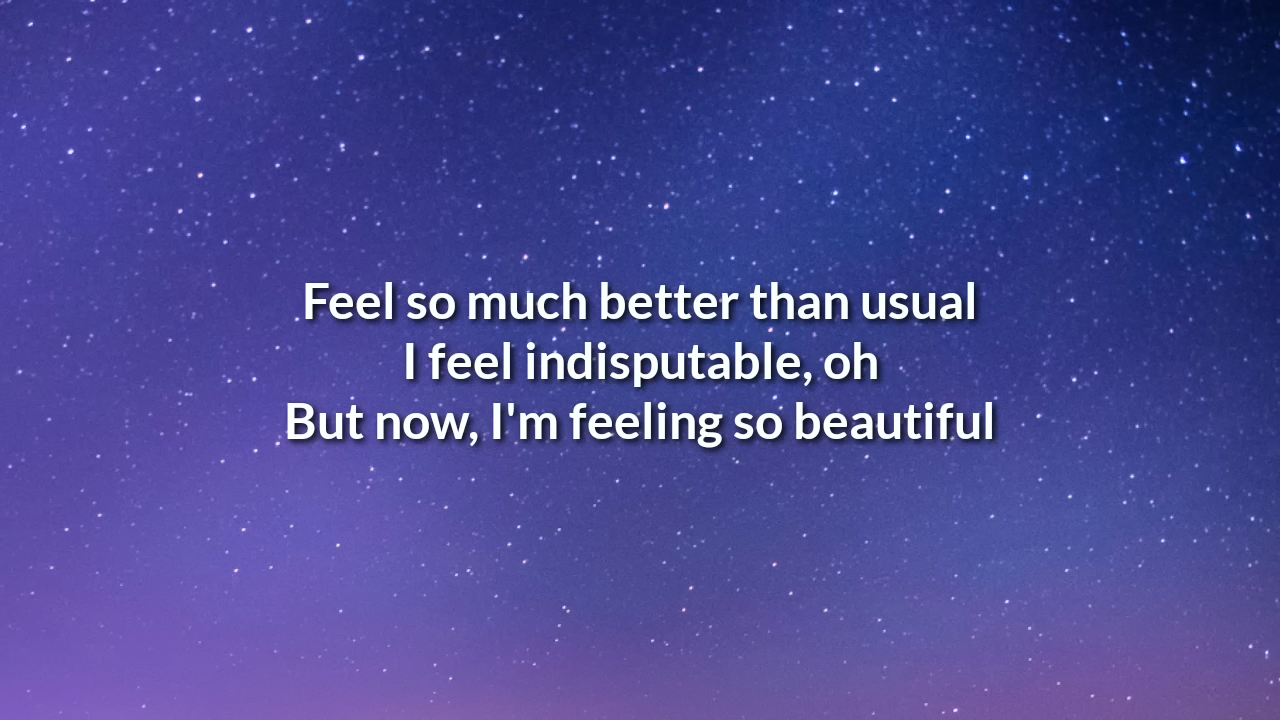 Feel so much better than usual
I feel indisputable, oh
But now, I'm feeling so beautiful